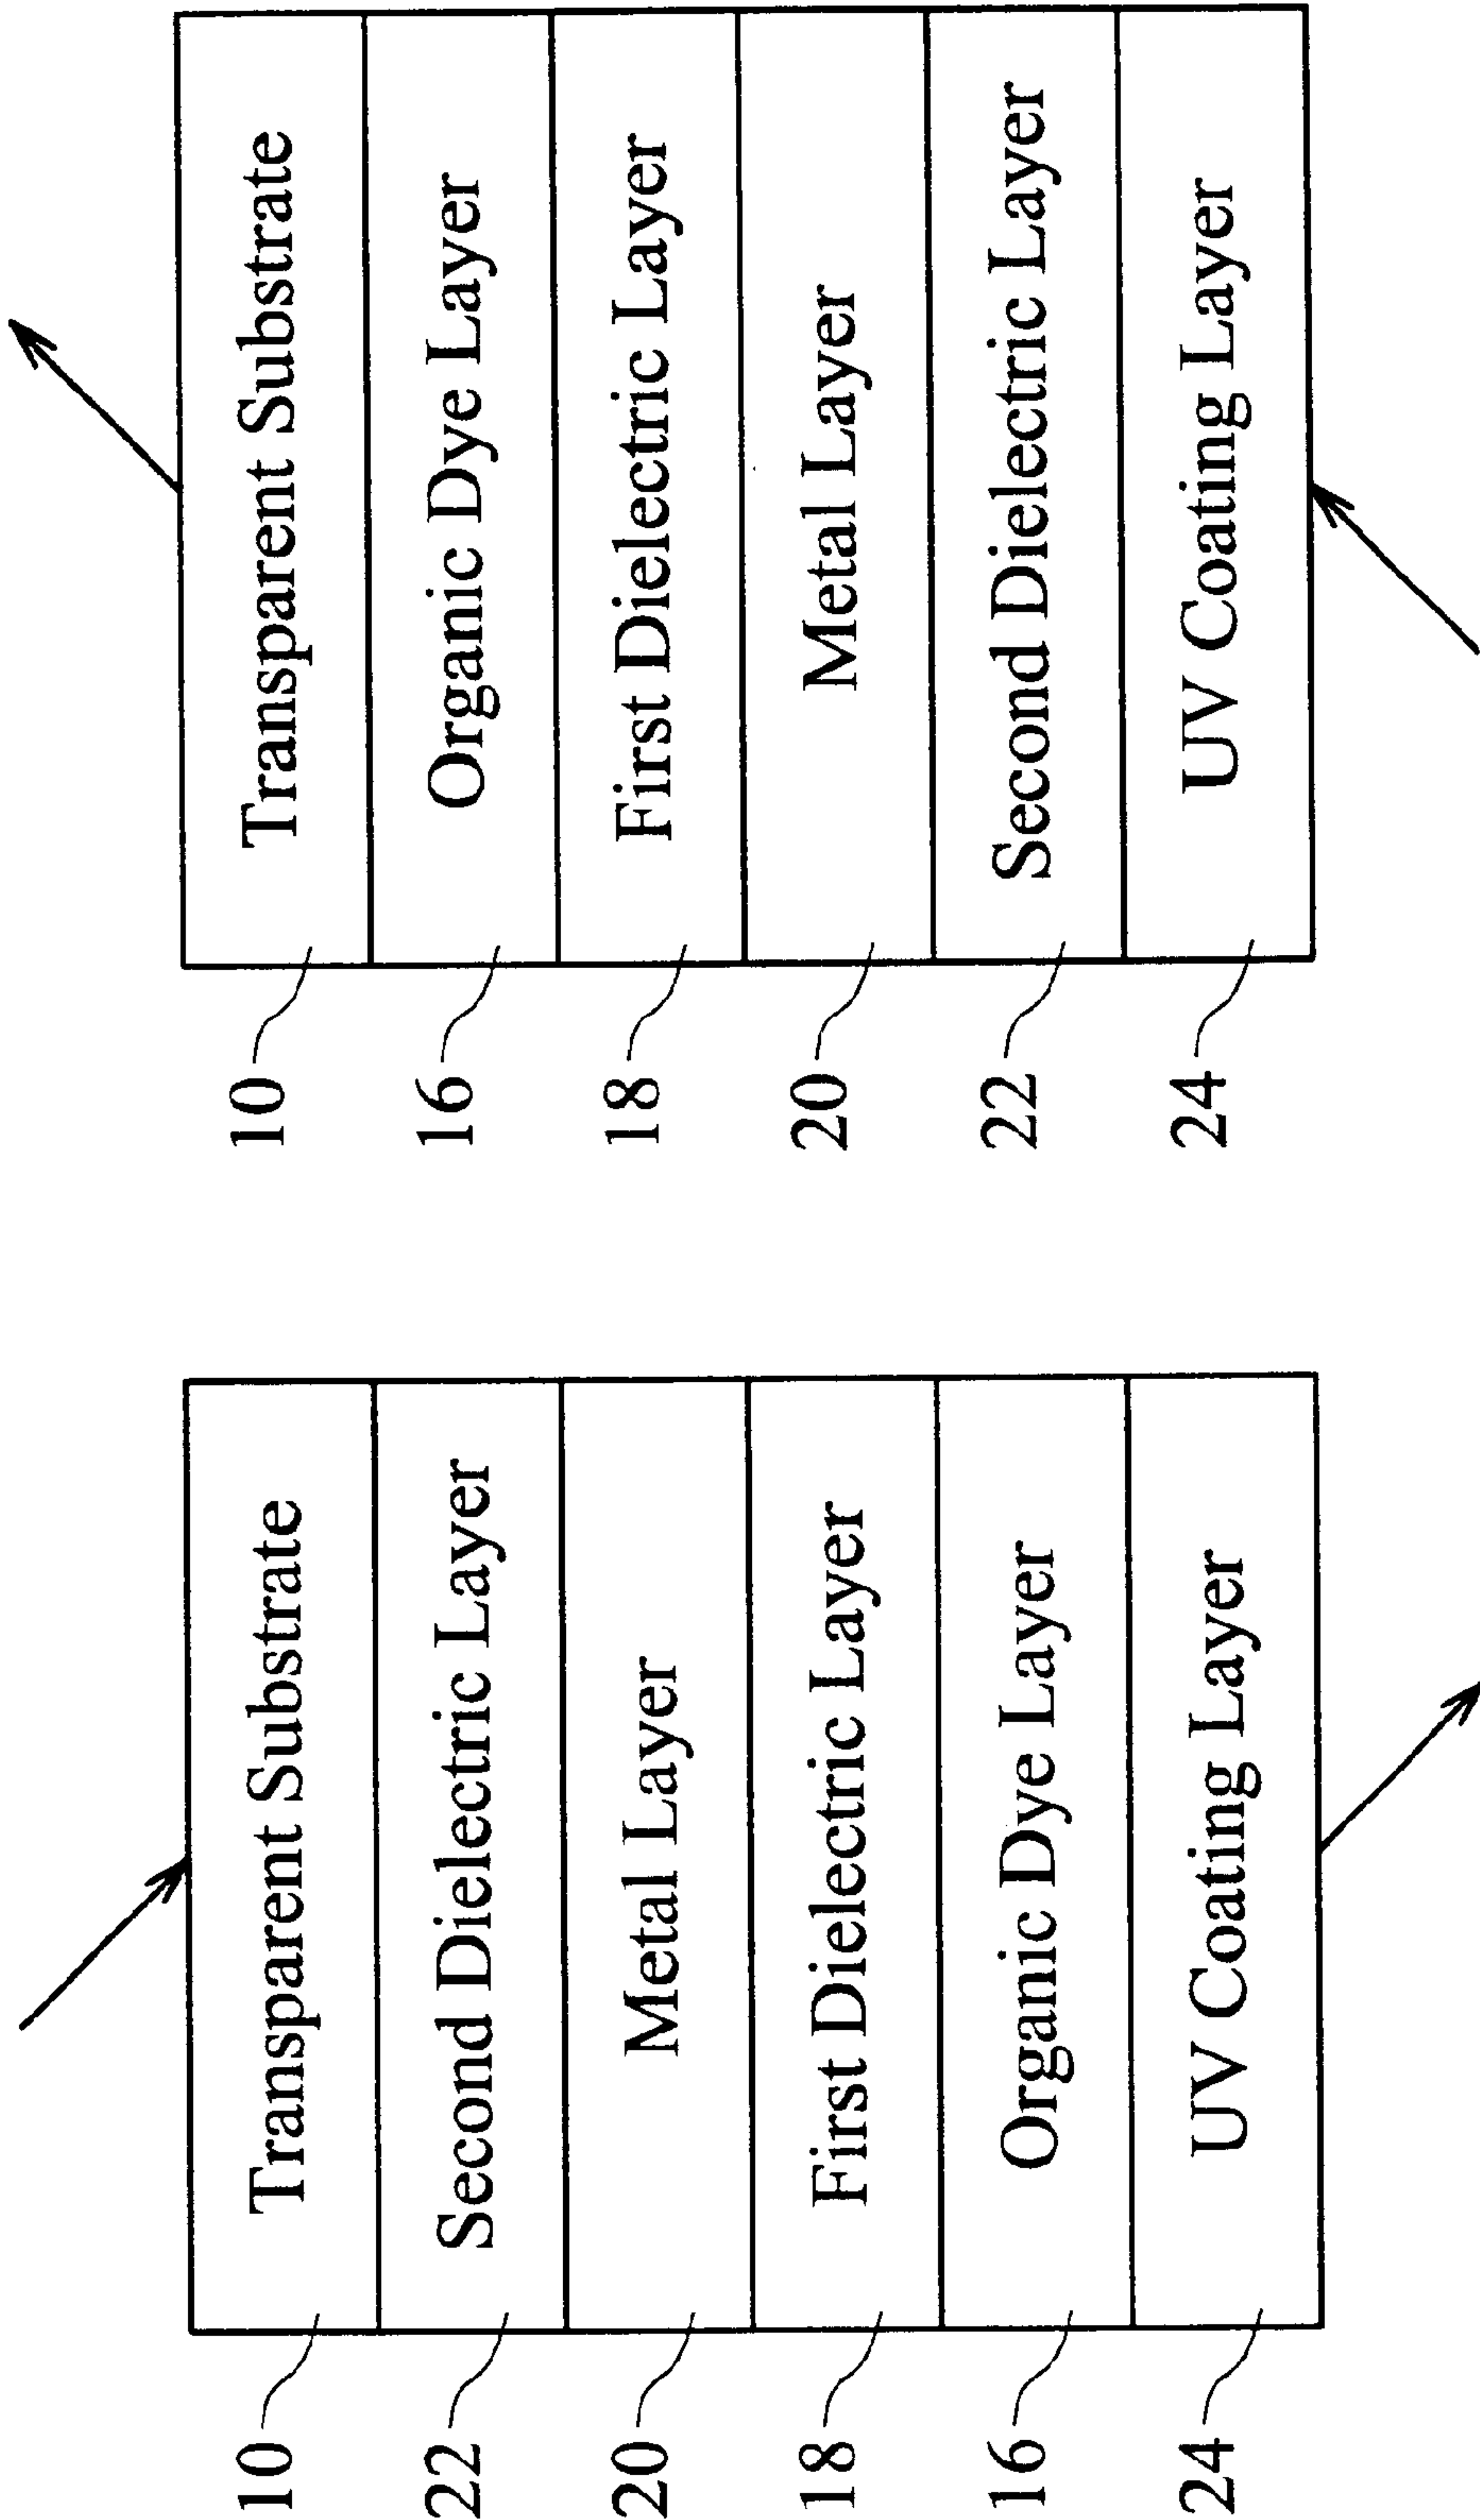 10 Transparent Substrate
22 Second Dielectric Layer
20 Metal Layer
18 First Dielectric Layer
16 Organic Dye Layer
24 UV Coating Layer
10 Transparent Substrate
16 Organic Dye Layer
18 First Dielectric Layer
20 Metal Layer
22 Second Dielectric Layer
24 UV Coating Layer